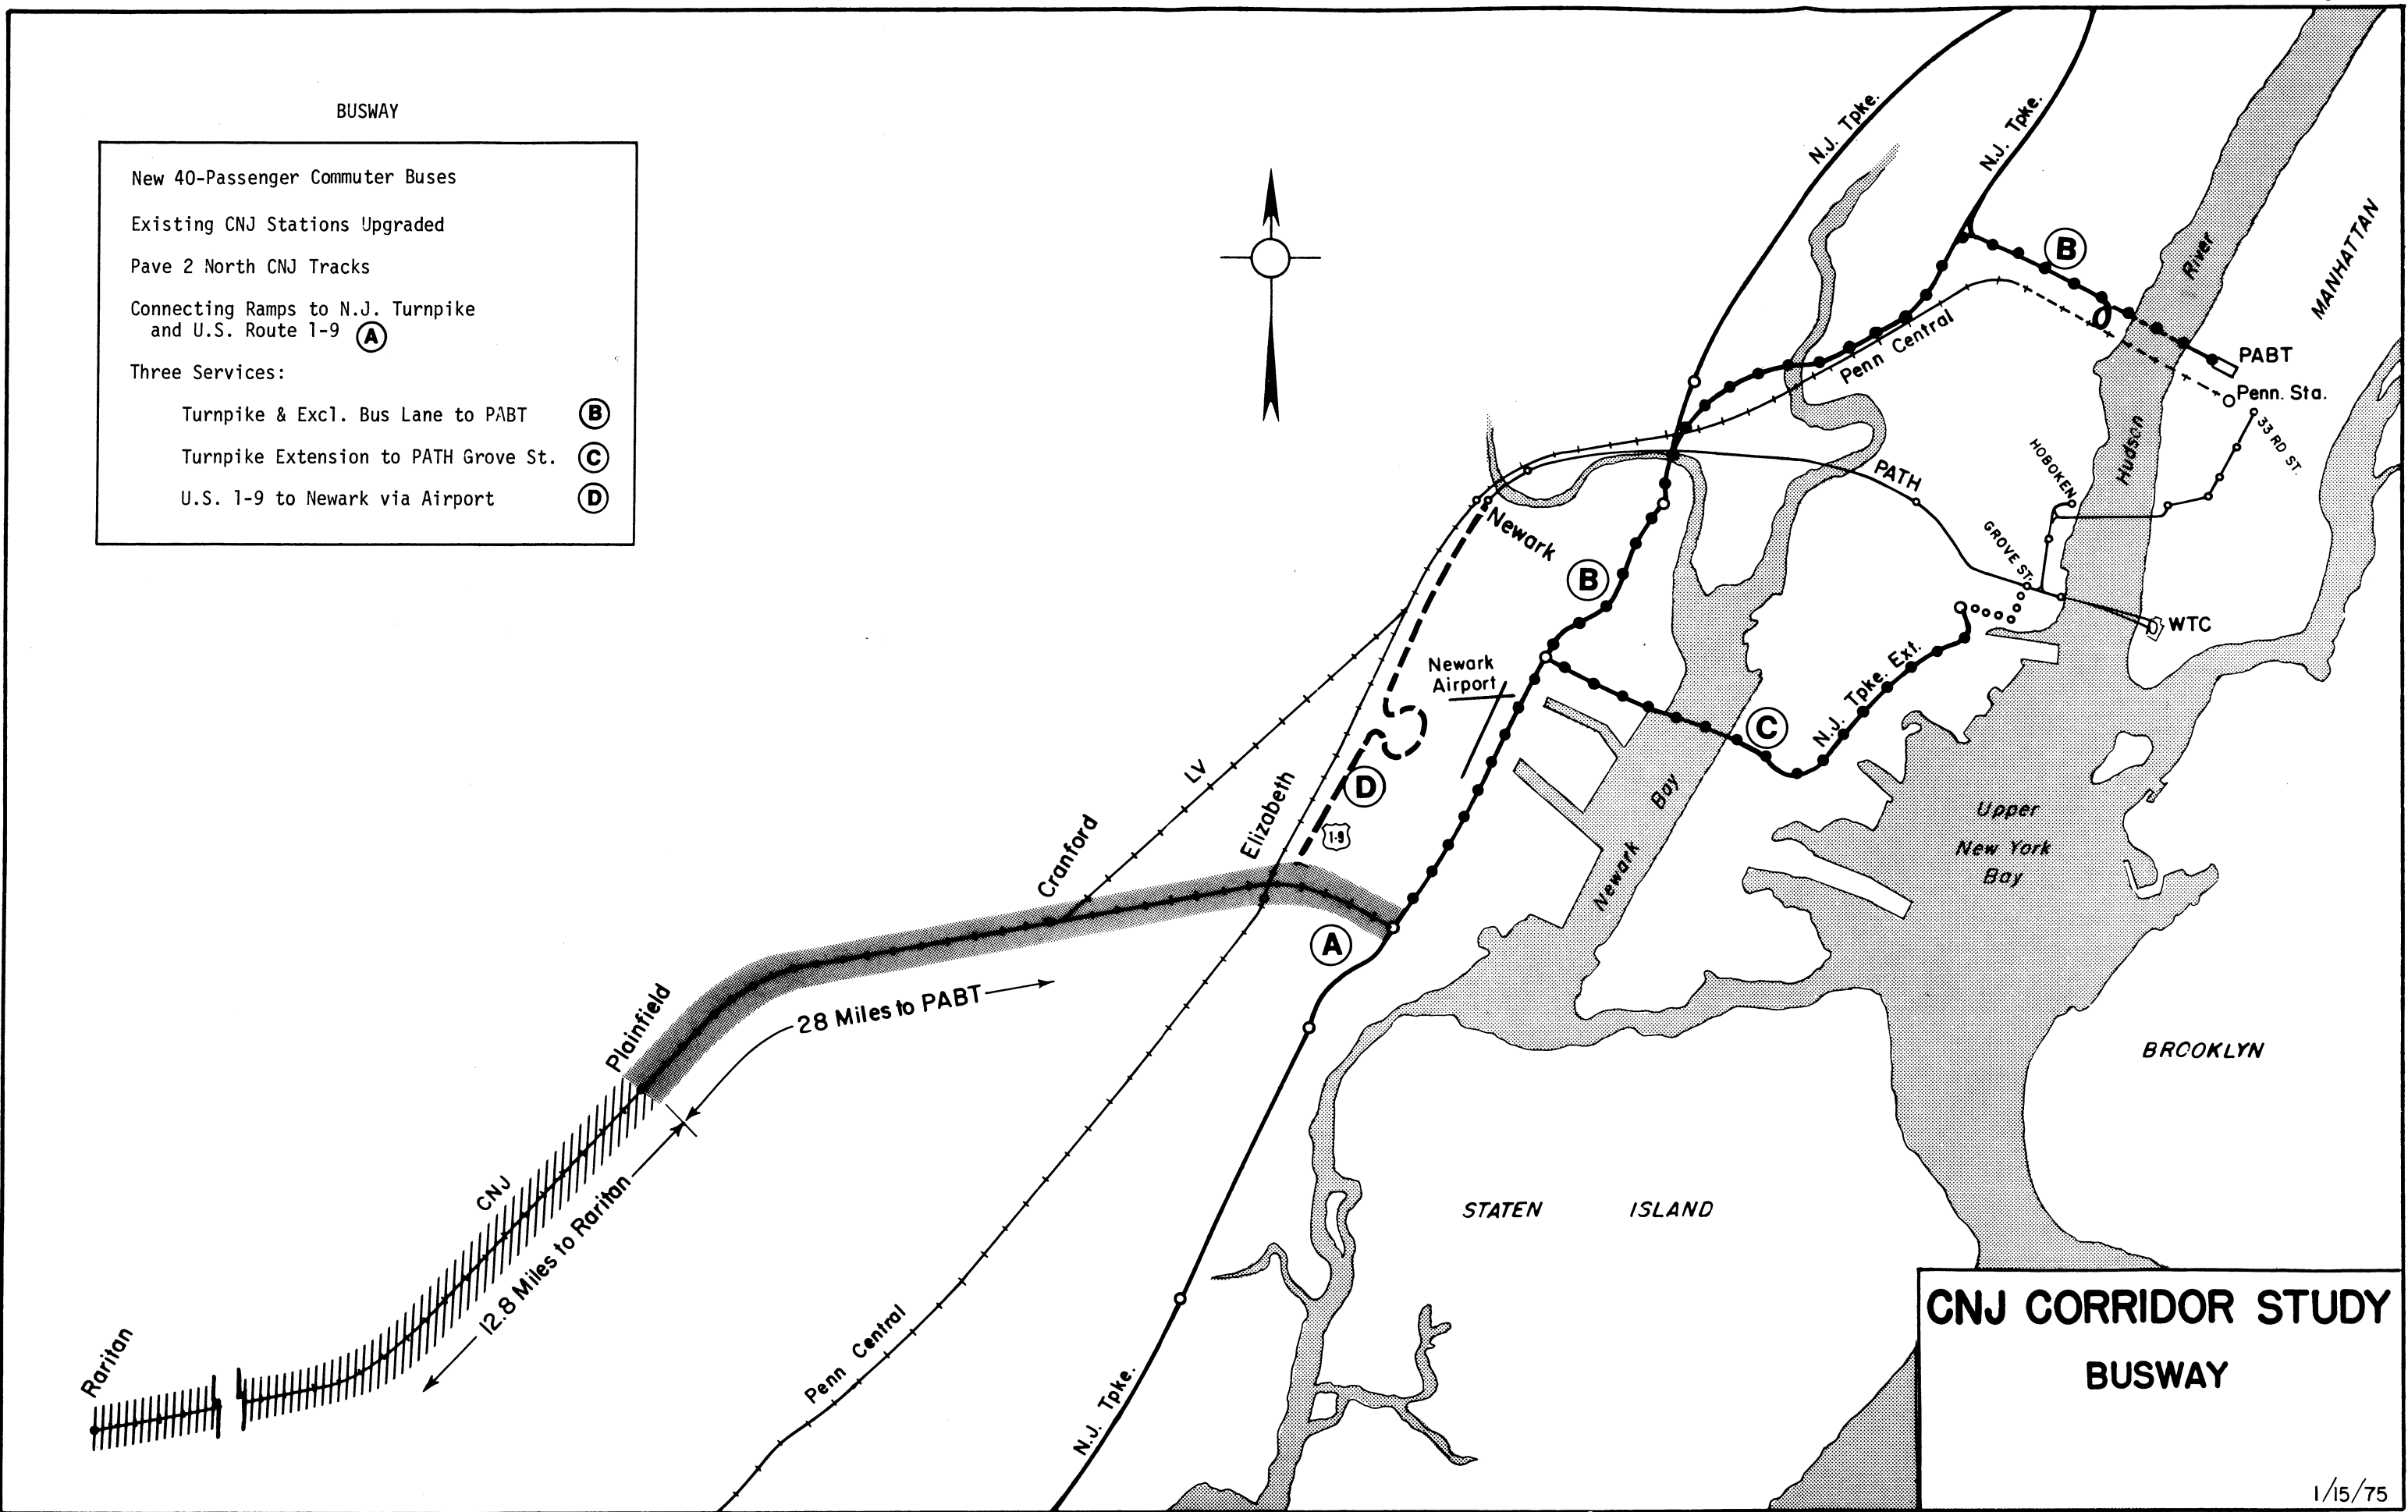 BUSWAY
New 40-Passenger Commuter Buses
Existing CNJ Stations Upgraded
Pave 2 North CNJ Tracks
Connecting Ramps to N.J. Turnpike
and U.S. Route 1-9 A
Three Services:
Turnpike & Excl. Bus Lane to PABT B
Turnpike Extension to PATH Grove St. C
U.S. 1-9 to Newark via Airport D
N.J. Tpke.
N.J. Tpke.
B
River
MANHATTAN
PABT
Penn Central
Penn. Sta.
33 RD ST.
HOBOKEN
Hudson
PATH
Newark
GROVE ST.
B
WTC
Newark
Airport
N.J. Tpke. Ext.
C
LV
D
Bay
Elizabeth
1-9
Upper
New York
Bay
Cranford
Newark
A
Plainfield
28 Miles to PABT
BROOKLYN
CNJ
12.8 Miles to Raritan
STATEN ISLAND
Raritan
Penn Central
N.J. Tpke.
CNJ CORRIDOR STUDY
BUSWAY
1/15/75